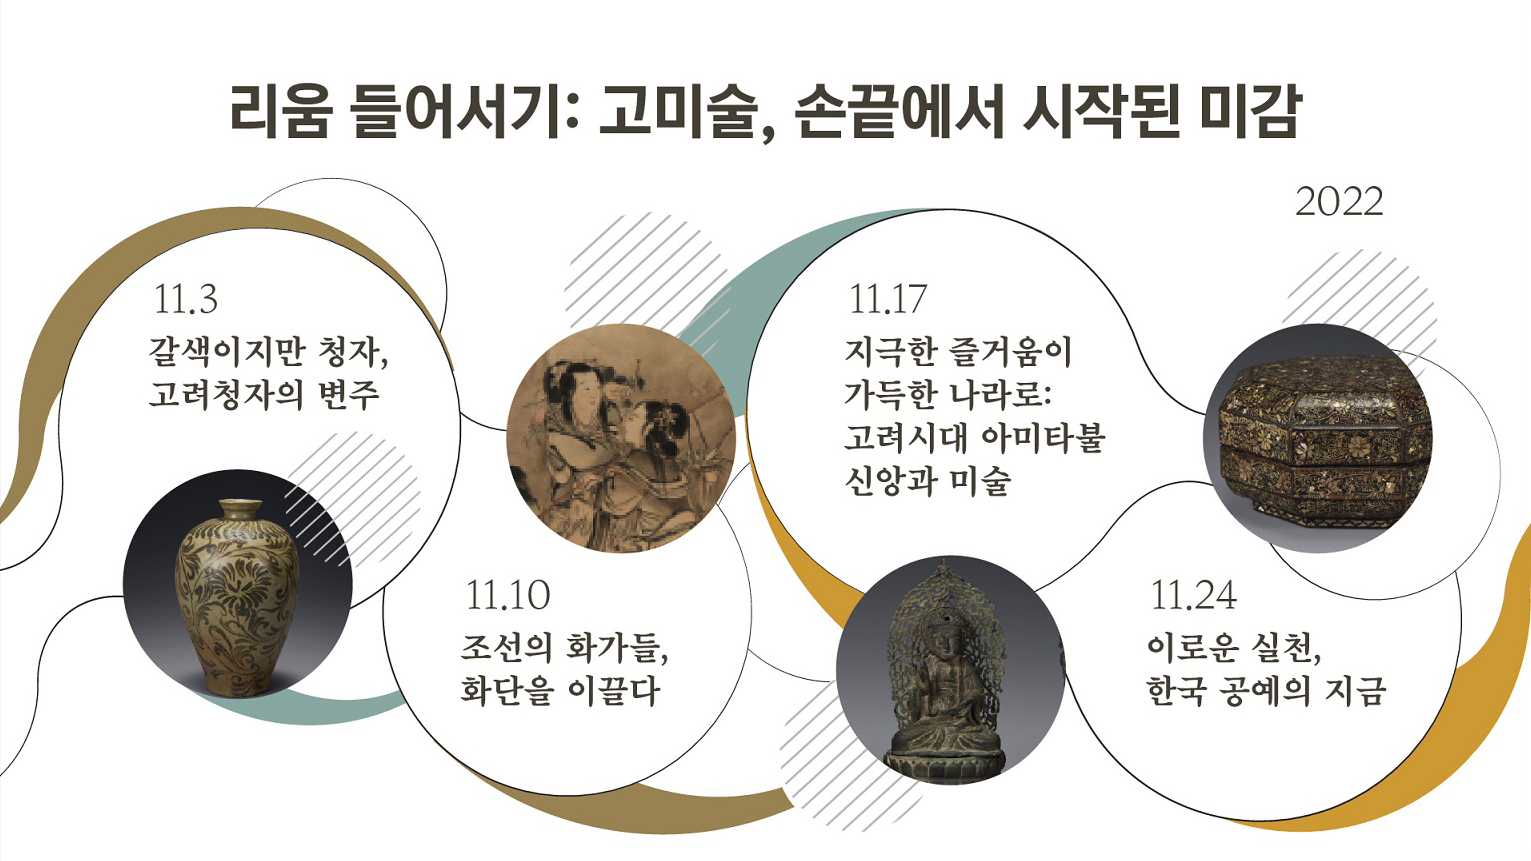 리움 들어서기: 고미술, 손끝에서 시작된 미감
2022
11.3
갈색이지만 청자,
고려청자의 변주
11.10
조선의 화가들,
화단을 이끌다
11.17
지극한 즐거움이
가득한 나라로:
고려시대 아미타불
신앙과 미술
11.24
이로운 실천,
한국 공예의 지금